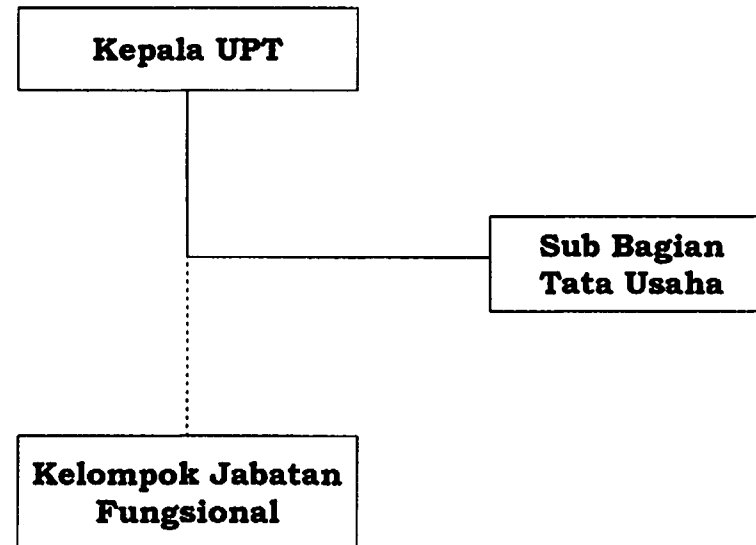 Kepala UPT
Sub Bagian
Tata Usaha
Kelompok Jabatan
Fungsional